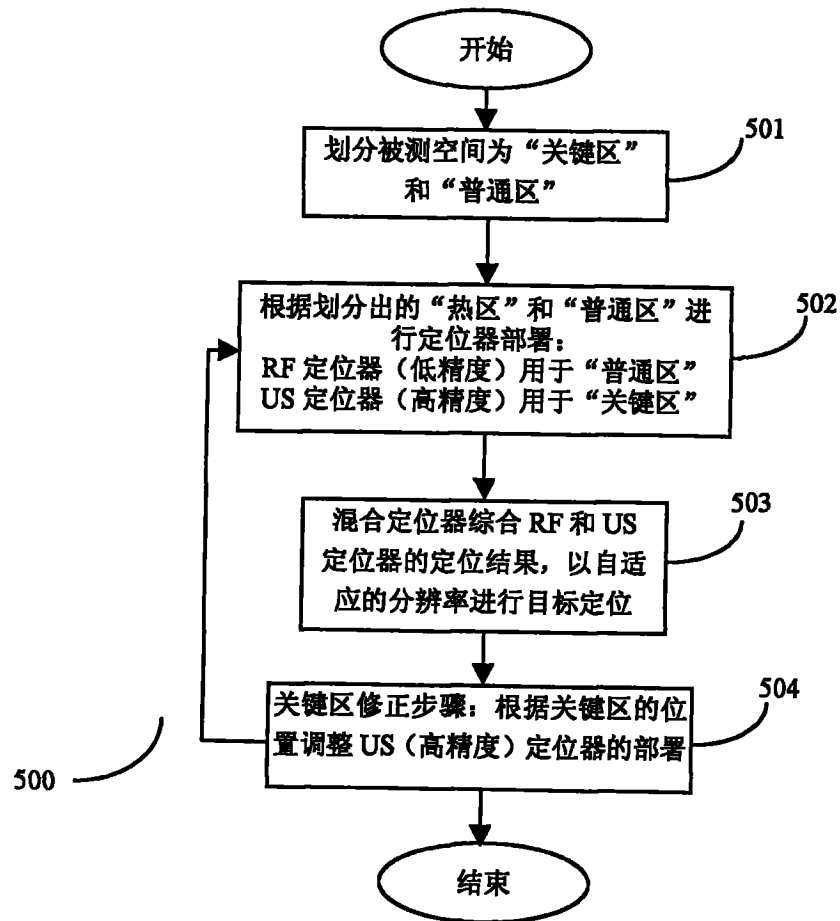 开始
501
划分被测空间为“关键区”
和“普通区”
502
根据划分出的“热区”和“普通区”进
行定位器部署：
RF 定位器（低精度）用于“普通区”
US 定位器（高精度）用于“关键区”
503
混合定位器综合 RF 和 US
定位器的定位结果，以自适
应的分辨率进行目标定位
504
关键区修正步骤：根据关键区的位
置调整 US（高精度）定位器的部署
500
结束